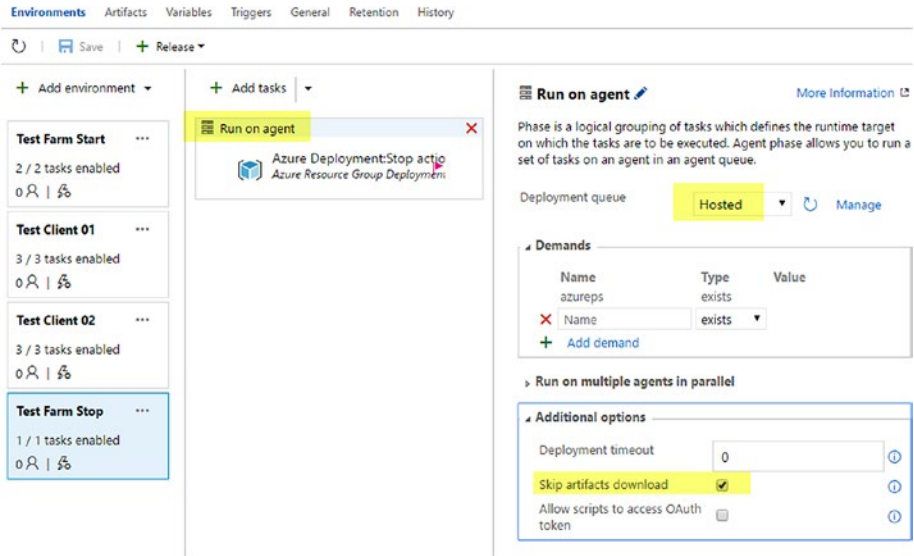 Environments Artifacts Variables Triggers General Retention History
Save + Release
+ Add environment
Test Farm Start ...
2 / 2 tasks enabled
0
Test Client 01 ...
3 / 3 tasks enabled
0
Test Client 02 ...
3 / 3 tasks enabled
0
Test Farm Stop ...
1 / 1 tasks enabled
0
+ Add tasks
Run on agent
Azure Deployment:Stop actio
Azure Resource Group Deploymen
Run on agent More Information
Phase is a logical grouping of tasks which defines the runtime target
on which the tasks are to be executed. Agent phase allows you to run a
set of tasks on an agent in an agent queue.
Deployment queue Hosted Manage
Demands
Name Type Value
azureps exists
Name exists
+ Add demand
Run on multiple agents in parallel
Additional options
Deployment timeout 0
Skip artifacts download
Allow scripts to access OAuth
token